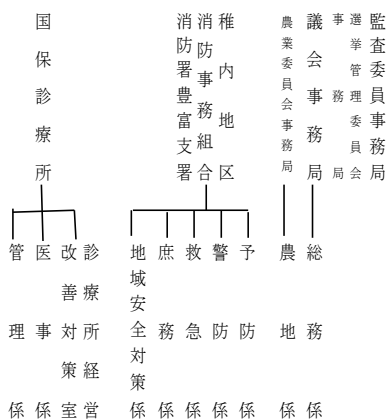 監査委員事務局
選挙管理委員会
事務局
議会事務局
農業委員会事務局
稚内地区
消防事務組合
消防署豊富支署
国保診療所
総務係
農地係
予防係
警防係
救急係
庶務係
地域安全対策係
診療所経営
改善対策室
医事係
管理係